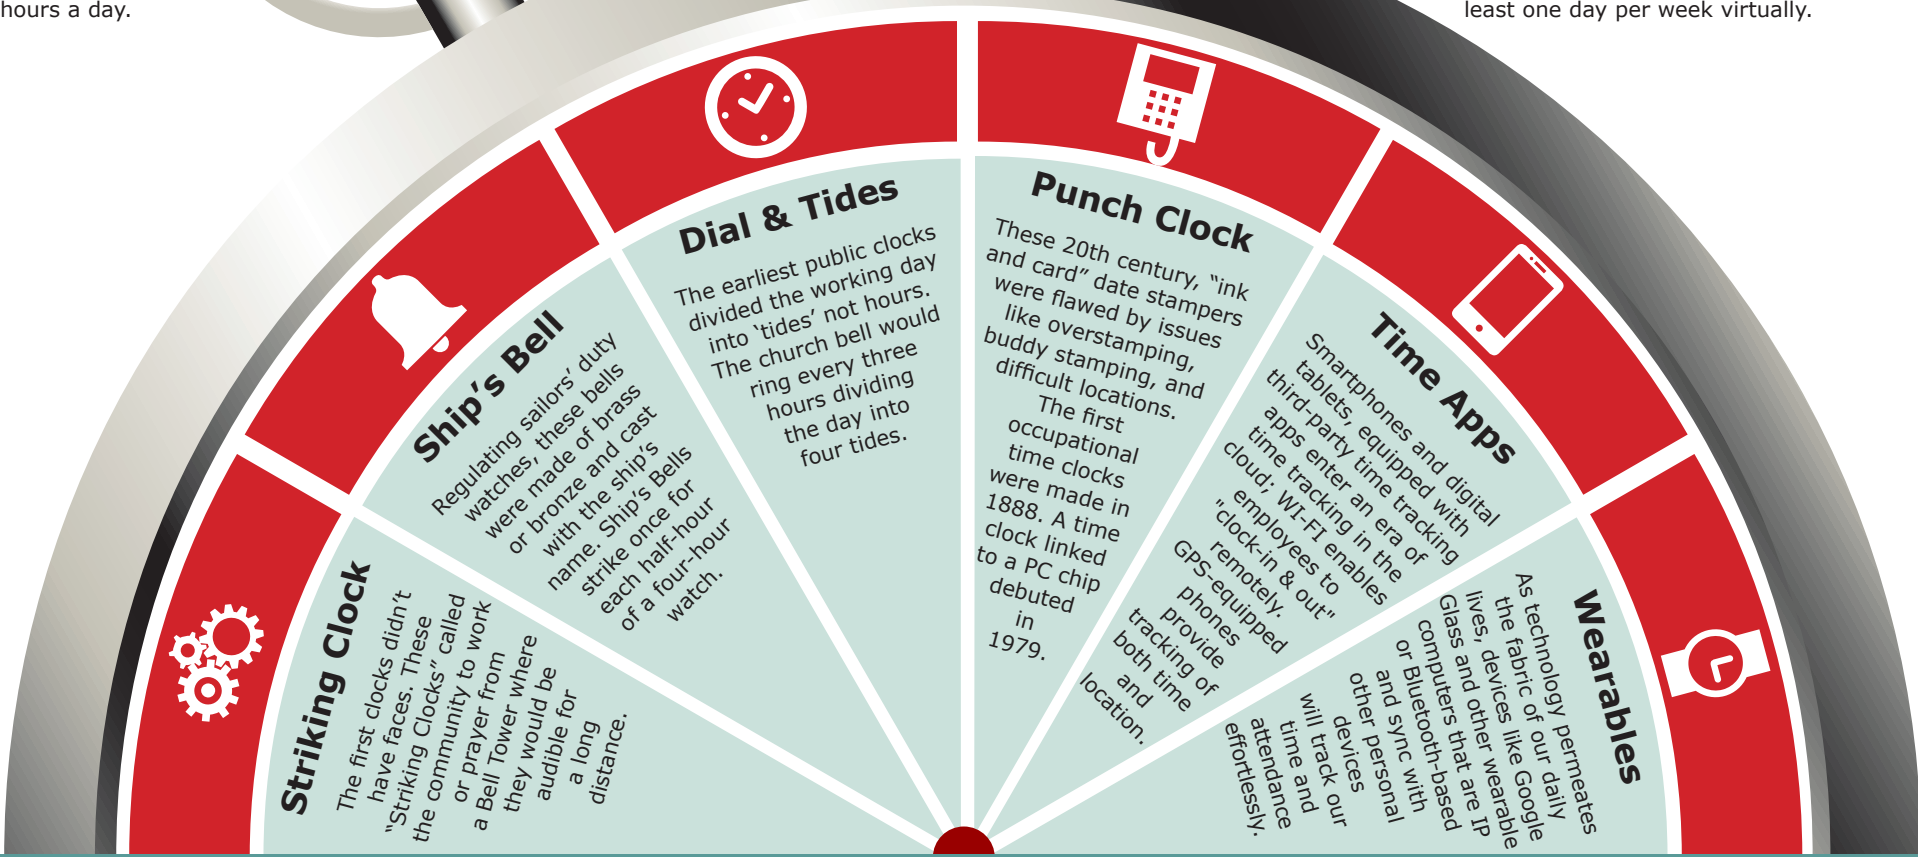 hours a day.
least one day per week virtually.
Striking Clock
The first clocks didn’t
have faces. These
“Striking Clocks” called
the community to work
or prayer from
a Bell Tower where
they would be
audible for
a long
distance.
Ship’s Bell
Regulating sailors’ duty
watches, these bells
were made of brass
or bronze and cast
with the ship’s
name. Ship’s Bells
strike once for
each half-hour
of a four-hour
watch.
Dial & Tides
The earliest public clocks
divided the working day
into ‘tides’ not hours.
The church bell would
ring every three
hours dividing
the day into
four tides.
Punch Clock
These 20th century, “ink
and card” date stampers
were flawed by issues
like overstamping,
buddy stamping, and
difficult locations.
The first
occupational
time clocks
were made in
1888. A time
clock linked
to a PC chip
debuted
in
1979.
Time Apps
Smartphones and digital
tablets, equipped with
third-party time tracking
apps enter an era of
time tracking in the
cloud; WI-FI enables
employees to
"clock-in & out"
remotely.
GPS-equipped
phones
provide
tracking of
both time
and
location.
Wearables
As technology permeates
the fabric of our daily
lives, devices like Google
Glass and other wearable
computers that are IP
or Bluetooth-based
and sync with
other personal
devices
will track our
time and
attendance
effortlessly.